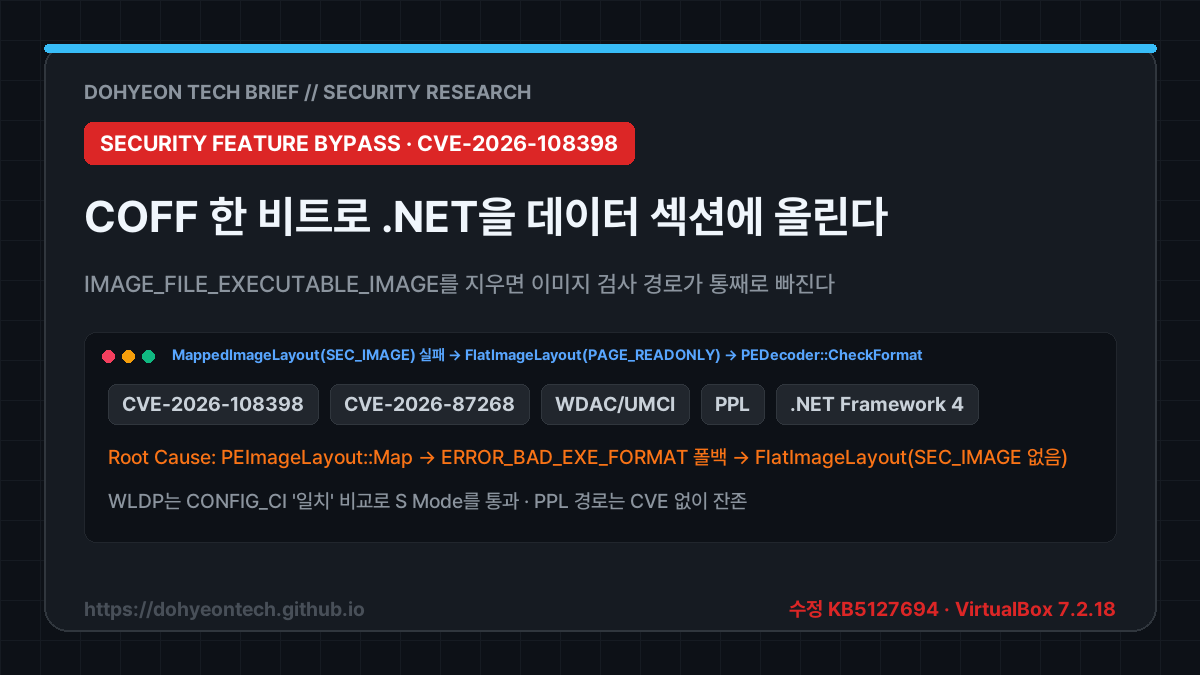 DOHYEON TECH BRIEF // SECURITY RESEARCH
SECURITY FEATURE BYPASS · CVE-2026-108398
COFF 한 비트로 .NET을 데이터 섹션에 올린다
IMAGE_FILE_EXECUTABLE_IMAGE를 지우면 이미지 검사 경로가 통째로 빠진다
MappedImageLayout(SEC_IMAGE) 실패 → FlatImageLayout(PAGE_READONLY) → PEDecoder::CheckFormat
CVE-2026-108398 CVE-2026-87268 WDAC/UMCI PPL .NET Framework 4
Root Cause: PEImageLayout::Map → ERROR_BAD_EXE_FORMAT 폴백 → FlatImageLayout(SEC_IMAGE 없음)
WLDP는 CONFIG_CI '일치' 비교로 S Mode를 통과 · PPL 경로는 CVE 없이 잔존
https://dohyeontech.github.io
수정 KB5127694 · VirtualBox 7.2.18